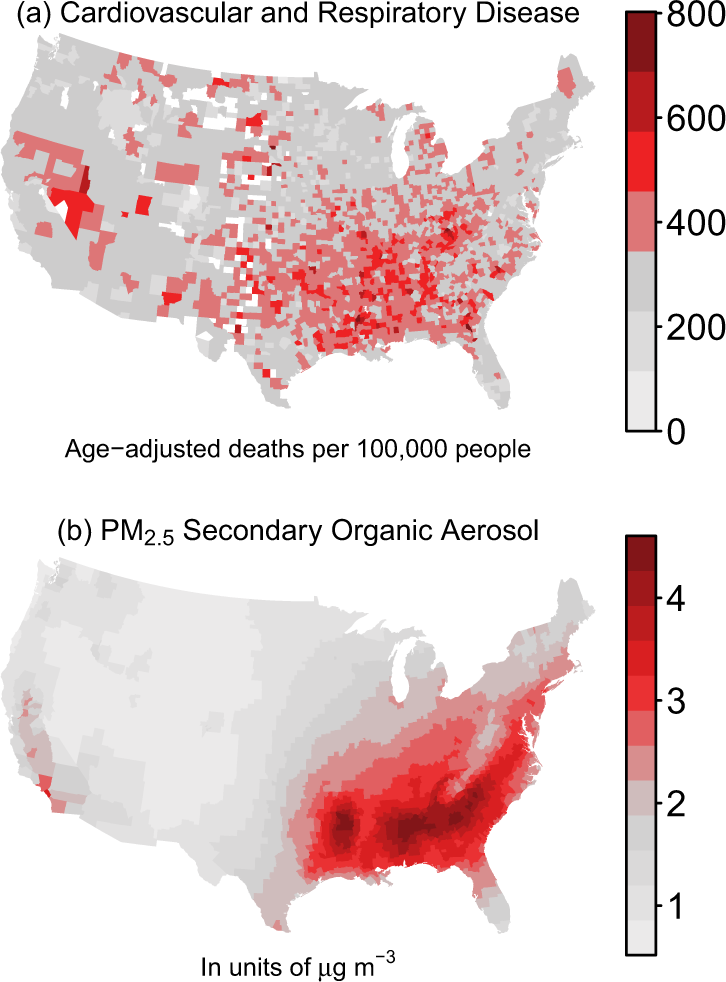 (a) Cardiovascular and Respiratory Disease
800
600
400
200
0
Age−adjusted deaths per 100,000 people
(b) PM2.5 Secondary Organic Aerosol
4
3
2
1
In units of μg m−3